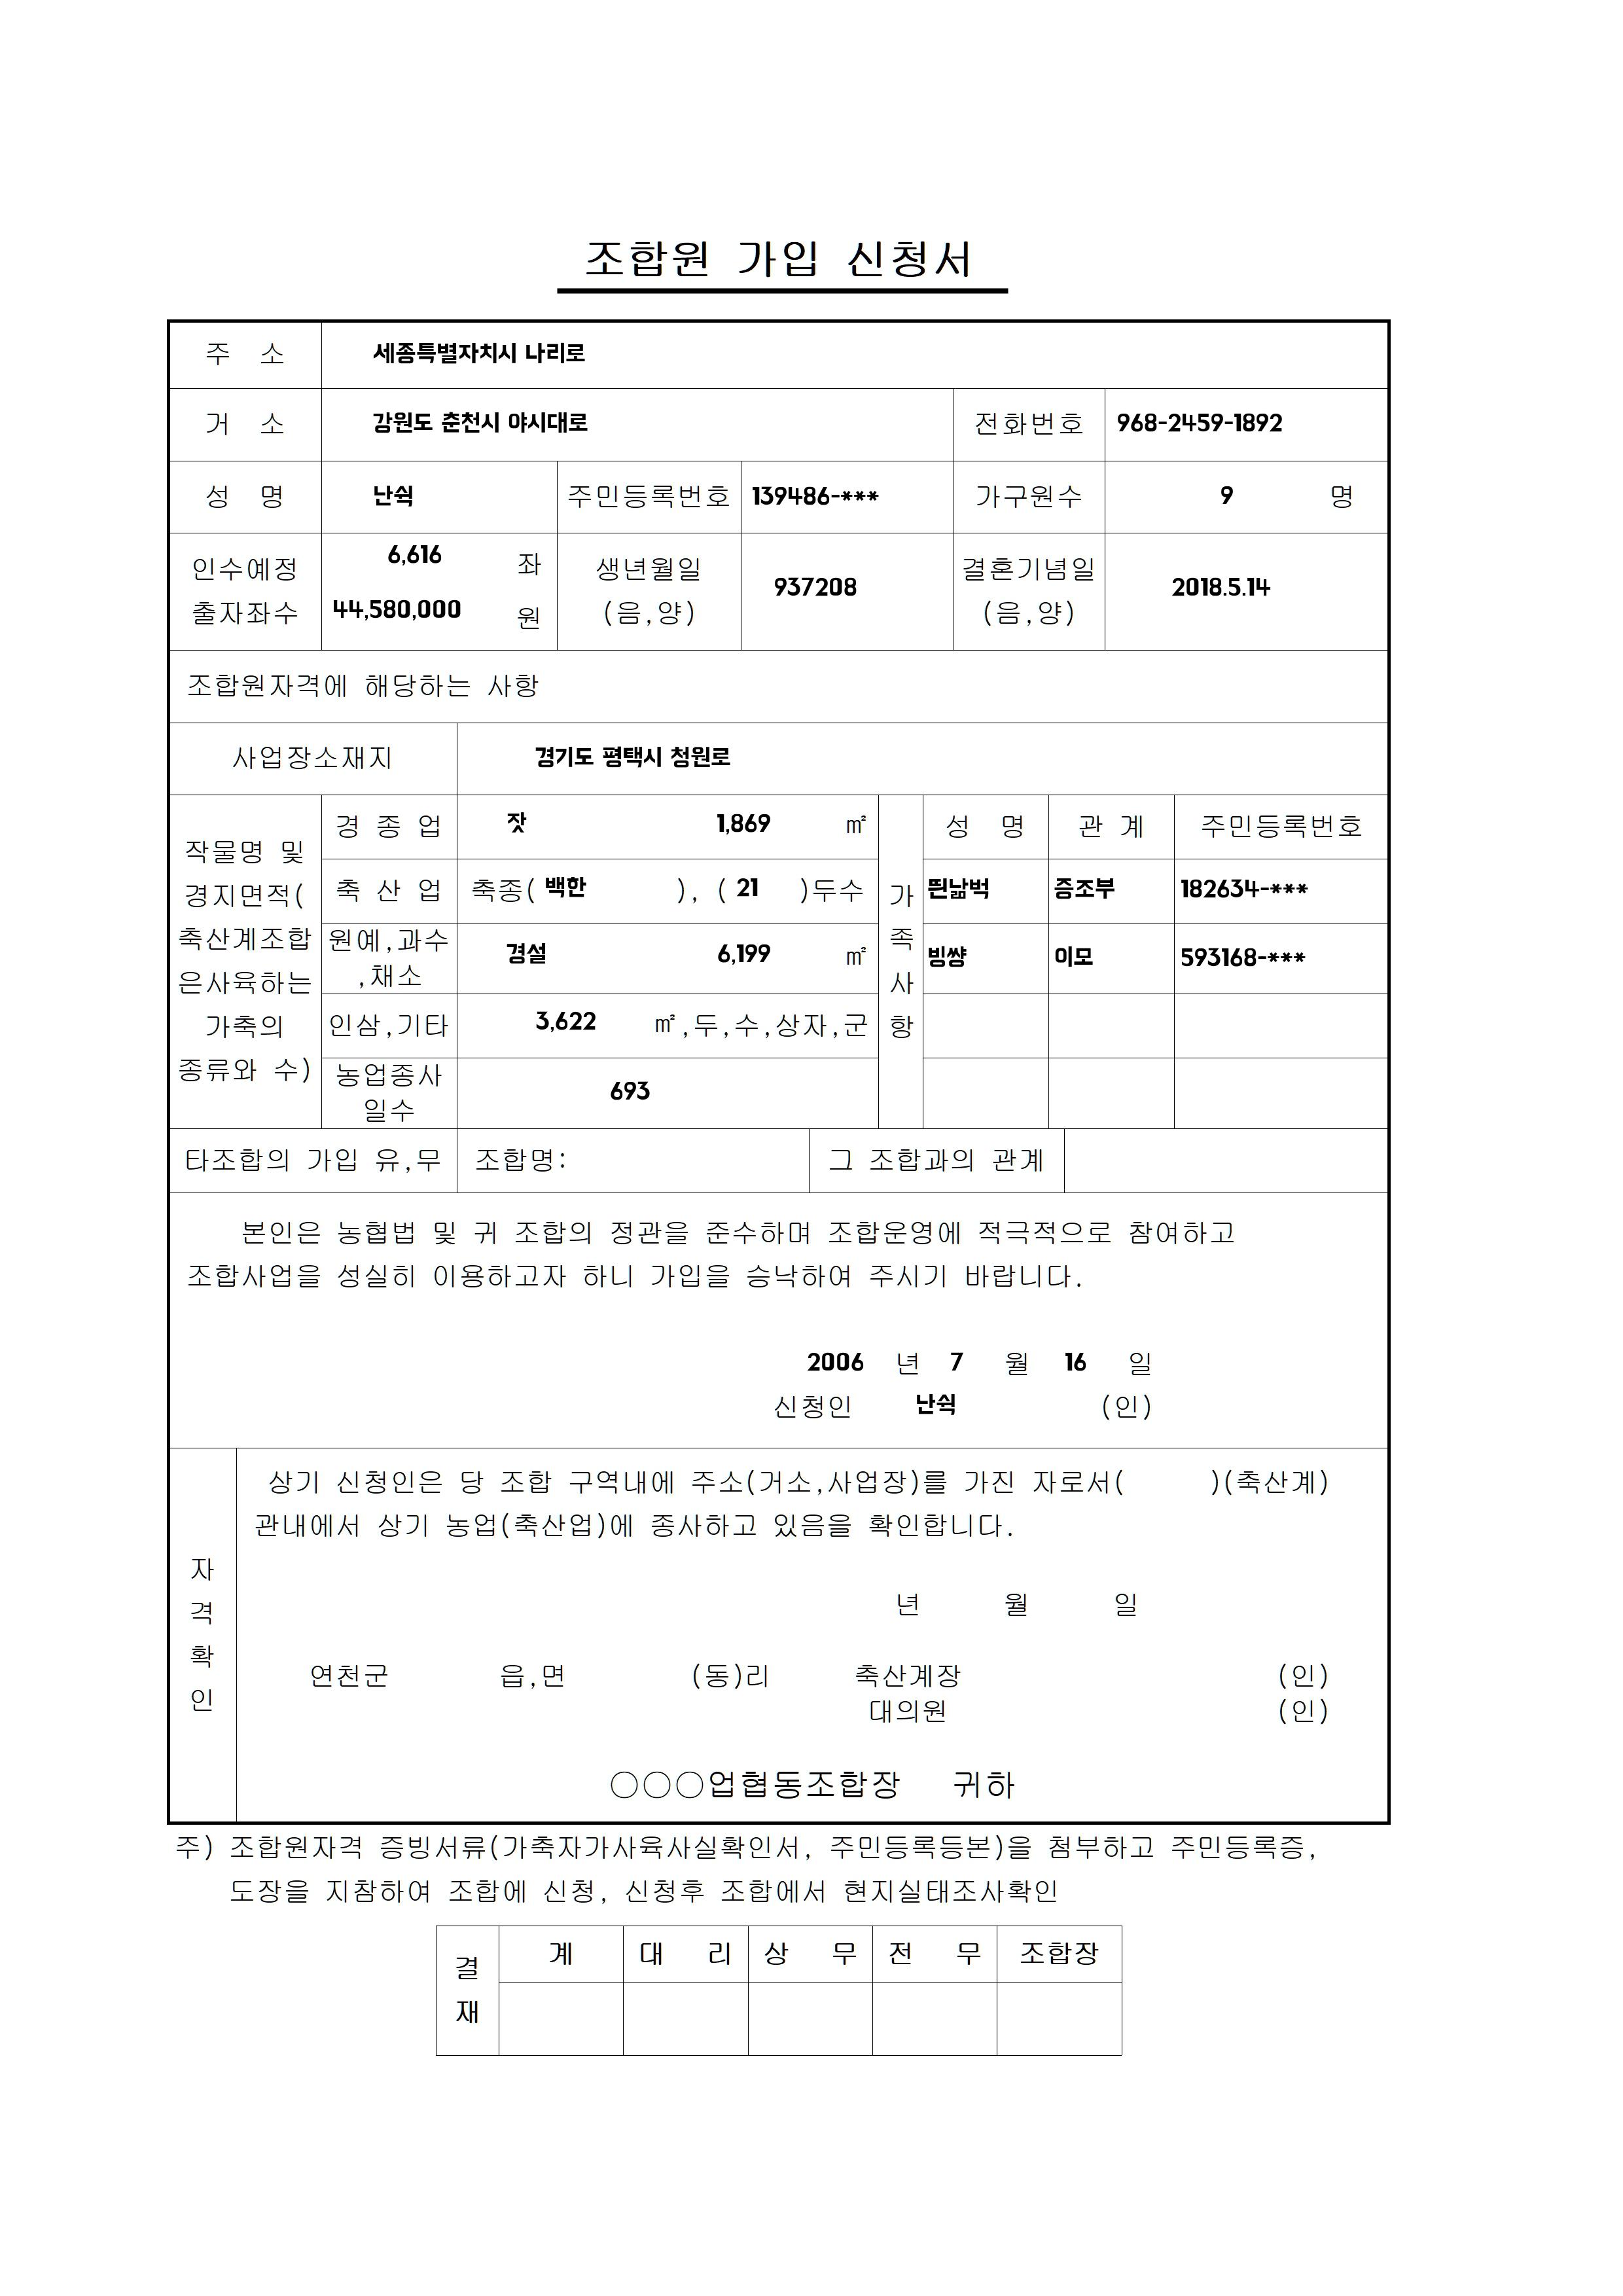 조합원 가입 신청서
주 소 세종특별자치시 나리로
거 소 강원도 춘천시 야시대로 전화번호 968-2459-1892
성 명 난쉭 주민등록번호 139486-*** 가구원수 9 명
인수예정 출자좌수 6,616 좌 44,580,000 원 생년월일 (음,양) 937208 결혼기념일 (음,양) 2018.5.14
조합원자격에 해당하는 사항
사업장소재지 경기도 평택시 청원로
작물명 및 경지면적( 축산계조합 은사육하는 가축의 종류와 수)
경 종 업 잣 1,869 ㎡
축 산 업 축종( 백한 ), ( 21 )두수
원예,과수 ,채소 경설 6,199 ㎡
인삼,기타 3,622 ㎡,두,수,상자,군
농업종사 일수 693
가족사항
성 명 관 계 주민등록번호
띈낢벅 증조부 182634-***
빙썅 이모 593168-***
타조합의 가입 유,무 조합명: 그 조합과의 관계
본인은 농협법 및 귀 조합의 정관을 준수하며 조합운영에 적극적으로 참여하고
조합사업을 성실히 이용하고자 하니 가입을 승낙하여 주시기 바랍니다.
2006 년 7 월 16 일
신청인 난쉭 (인)
자격확인
상기 신청인은 당 조합 구역내에 주소(거소,사업장)를 가진 자로서( )(축산계)
관내에서 상기 농업(축산업)에 종사하고 있음을 확인합니다.
년 월 일
연천군 읍,면 (동)리 축산계장 (인)
대의원 (인)
○○○업협동조합장 귀하
주) 조합원자격 증빙서류(가축자가사육사실확인서, 주민등록등본)을 첨부하고 주민등록증,
도장을 지참하여 조합에 신청, 신청후 조합에서 현지실태조사확인
결재 계 대 리 상 무 전 무 조합장